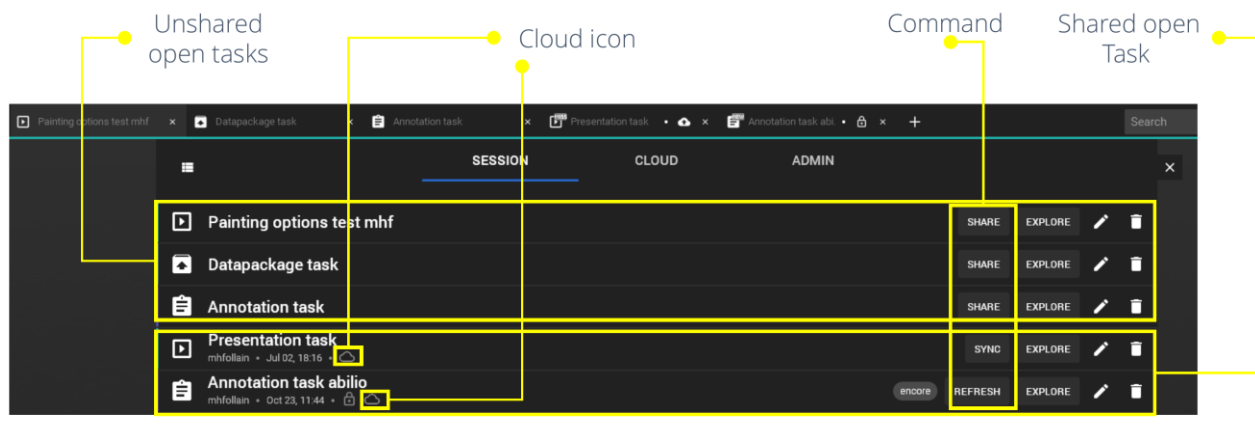 Unshared
open tasks
Cloud icon
Command
Shared open
Task
Painting options test mhf
Datapackage task
Annotation task
Presentation task
Annotation task abi.
Search
SESSION
CLOUD
ADMIN
Painting options test mhf
SHARE
EXPLORE
Datapackage task
SHARE
EXPLORE
Annotation task
SHARE
EXPLORE
Presentation task
mhfollain • Jul 02, 18:16 •
SYNC
EXPLORE
Annotation task abilio
mhfollain • Oct 23, 11:44 •
encore
REFRESH
EXPLORE